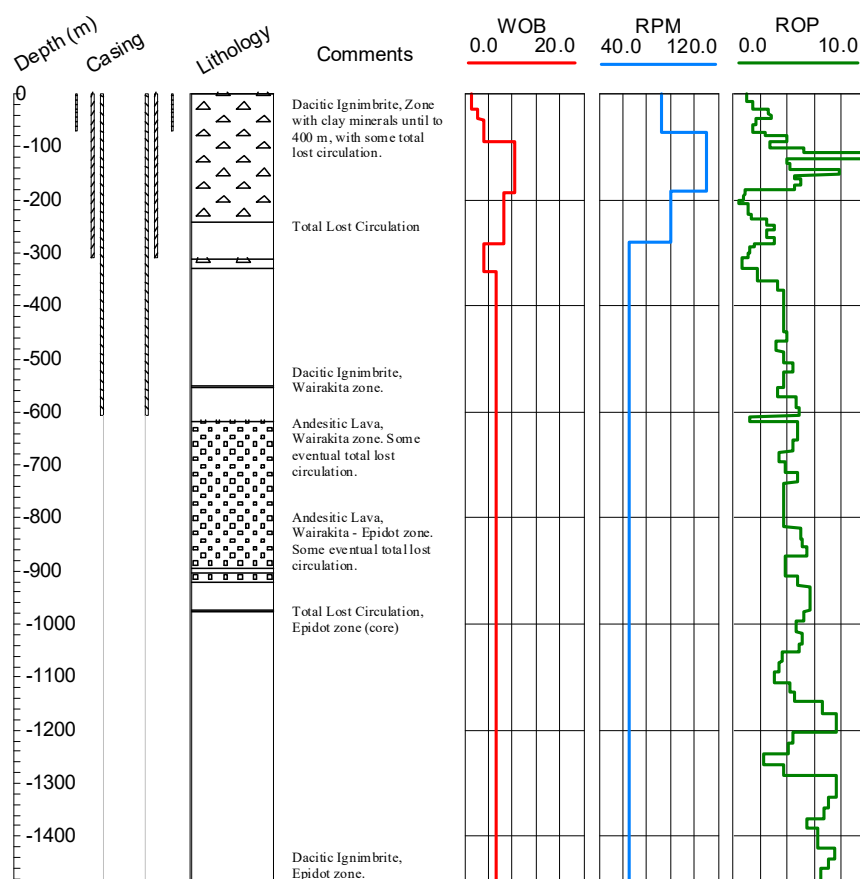 Depth (m)
Casing
Lithology
Comments
WOB
0.0 20.0
RPM
40.0 120.0
ROP
0.0 10.0
0
-100
-200
-300
-400
-500
-600
-700
-800
-900
-1000
-1100
-1200
-1300
-1400
Dacitic Ignimbrite, Zone
with clay minerals until to
400 m, with some total
lost circulation.
Total Lost Circulation
Dacitic Ignimbrite,
Wairakita zone.
Andesitic Lava,
Wairakita zone. Some
eventual total lost
circulation.
Andesitic Lava,
Wairakita - Epidot zone.
Some eventual total lost
circulation.
Total Lost Circulation,
Epidot zone (core)
Dacitic Ignimbrite,
Epidot zone.